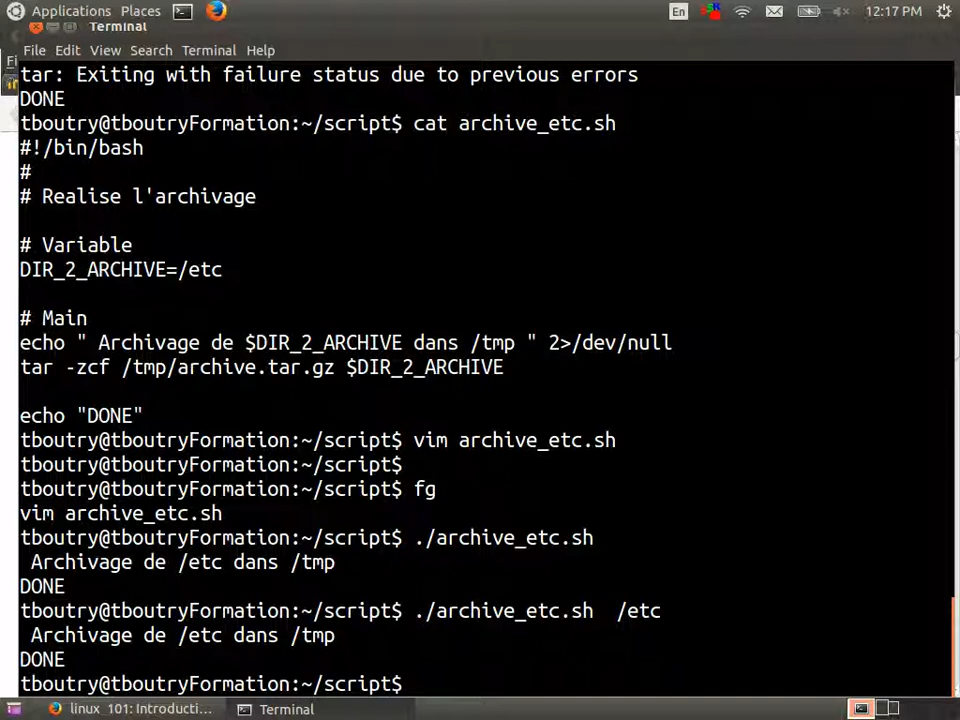 Applications Places En 12:17 PM
Terminal
File Edit View Search Terminal Help
tar: Exiting with failure status due to previous errors
DONE
tboutry@tboutryFormation:~/script$ cat archive_etc.sh
#!/bin/bash
#
# Realise l'archivage
# Variable
DIR_2_ARCHIVE=/etc
# Main
echo " Archivage de $DIR_2_ARCHIVE dans /tmp " 2>/dev/null
tar -zcf /tmp/archive.tar.gz $DIR_2_ARCHIVE
echo "DONE"
tboutry@tboutryFormation:~/script$ vim archive_etc.sh
tboutry@tboutryFormation:~/script$
tboutry@tboutryFormation:~/script$ fg
vim archive_etc.sh
tboutry@tboutryFormation:~/script$ ./archive_etc.sh
Archivage de /etc dans /tmp
DONE
tboutry@tboutryFormation:~/script$ ./archive_etc.sh  /etc
Archivage de /etc dans /tmp
DONE
tboutry@tboutryFormation:~/script$
linux_101: Introducti... Terminal